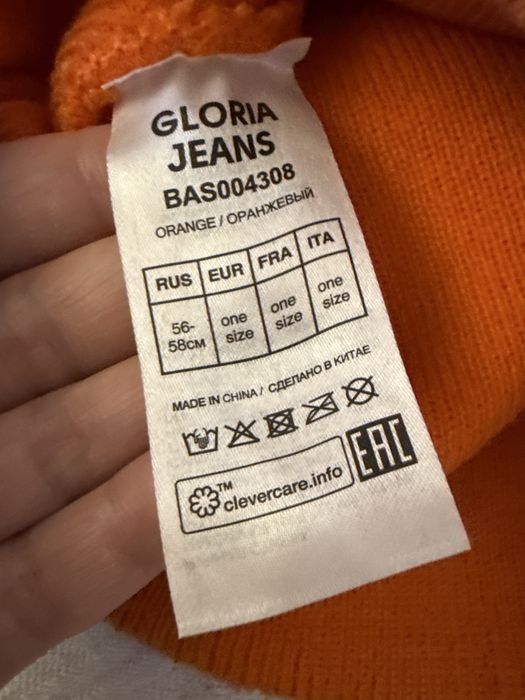 GLORIA
JEANS
BAS004308
ORANGE / ОРАНЖЕВЫЙ
RUS EUR FRA ITA
56-58см one size one size one size
MADE IN CHINA / СДЕЛАНО В КИТАЕ
TM
clevercare.info
EAC